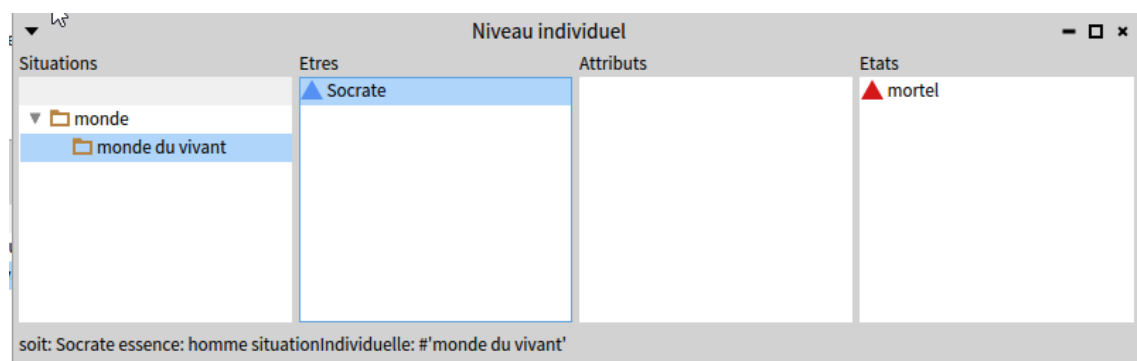 Niveau individuel
Situations Etres Attributs Etats
Socrate mortel
monde
monde du vivant
soit: Socrate essence: homme situationIndividuelle: #'monde du vivant'